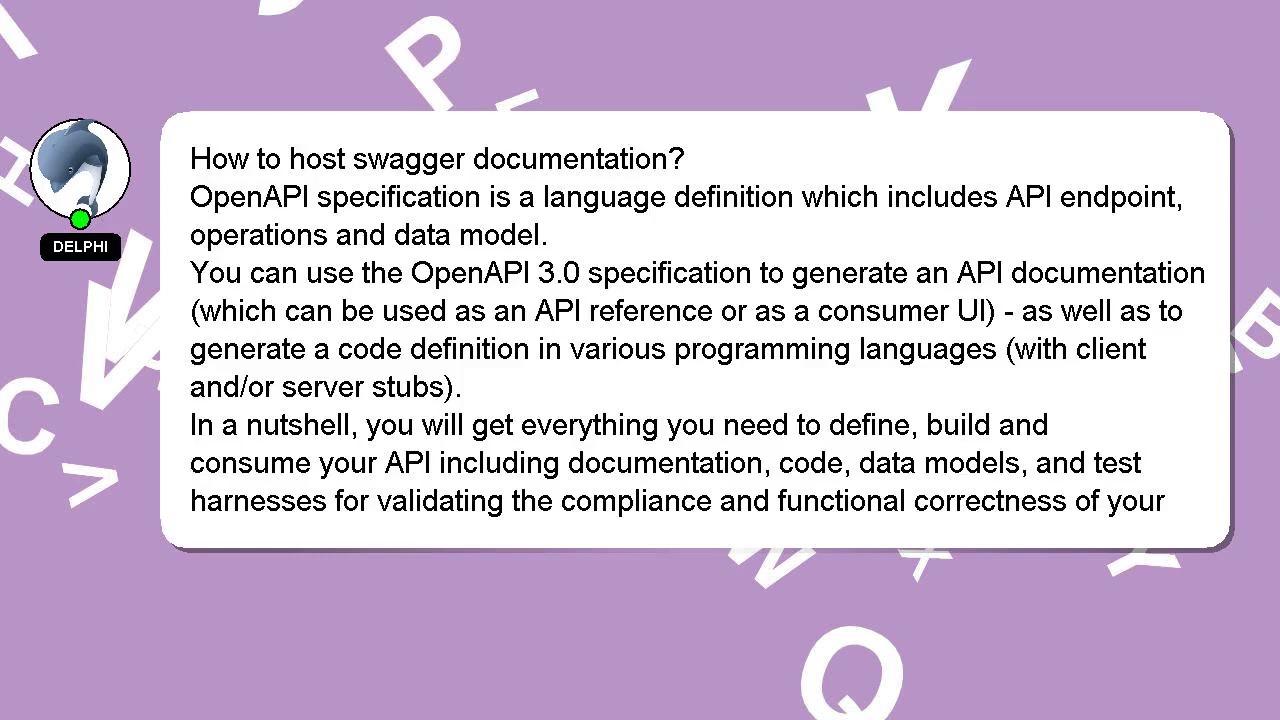 How to host swagger documentation?
OpenAPI specification is a language definition which includes API endpoint,
operations and data model.
You can use the OpenAPI 3.0 specification to generate an API documentation
(which can be used as an API reference or as a consumer UI) - as well as to
generate a code definition in various programming languages (with client
and/or server stubs).
In a nutshell, you will get everything you need to define, build and
consume your API including documentation, code, data models, and test
harnesses for validating the compliance and functional correctness of your
DELPHI